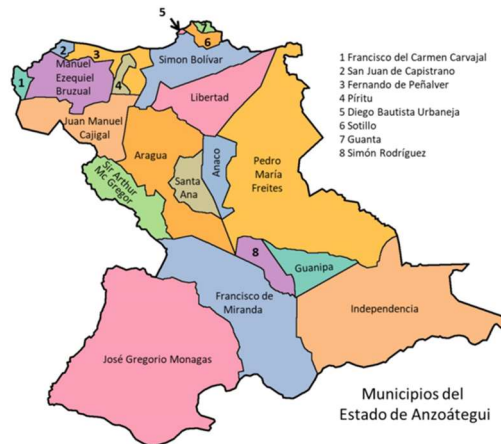 5
6
Simon Bolívar
2
3
Manuel
Ezequiel
Bruzual
1
4
Libertad
Juan Manuel
Cajigal
Aragua
Anaco
Pedro
María
Freites
Santa
Ana
Sir Arthur
Mc Gregor
8
Guanipa
Francisco de
Miranda
Independencia
José Gregorio Monagas
1 Francisco del Carmen Carvajal
2 San Juan de Capistrano
3 Fernando de Peñalver
4 Píritu
5 Diego Bautista Urbaneja
6 Sotillo
7 Guanta
8 Simón Rodríguez
Municipios del
Estado de Anzoátegui